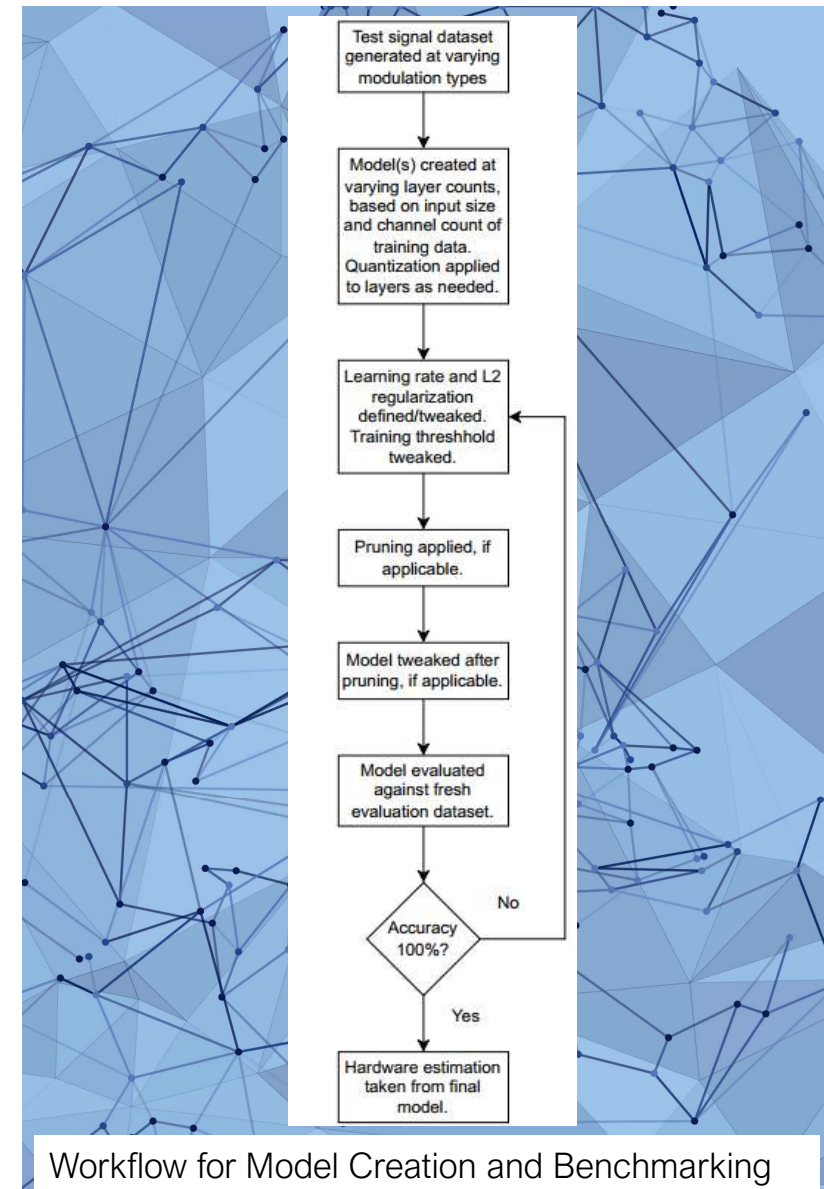 Test signal dataset
generated at varying
modulation types
Model(s) created at
varying layer counts,
based on input size
and channel count of
training data.
Quantization applied
to layers as needed.
Learning rate and L2
regularization
defined/tweaked.
Training threshhold
tweaked.
Pruning applied, if
applicable.
Model tweaked after
pruning, if applicable.
Model evaluated
against fresh
evaluation dataset.
No
Accuracy
100%?
Yes
Hardware estimation
taken from final
model.
Workflow for Model Creation and Benchmarking